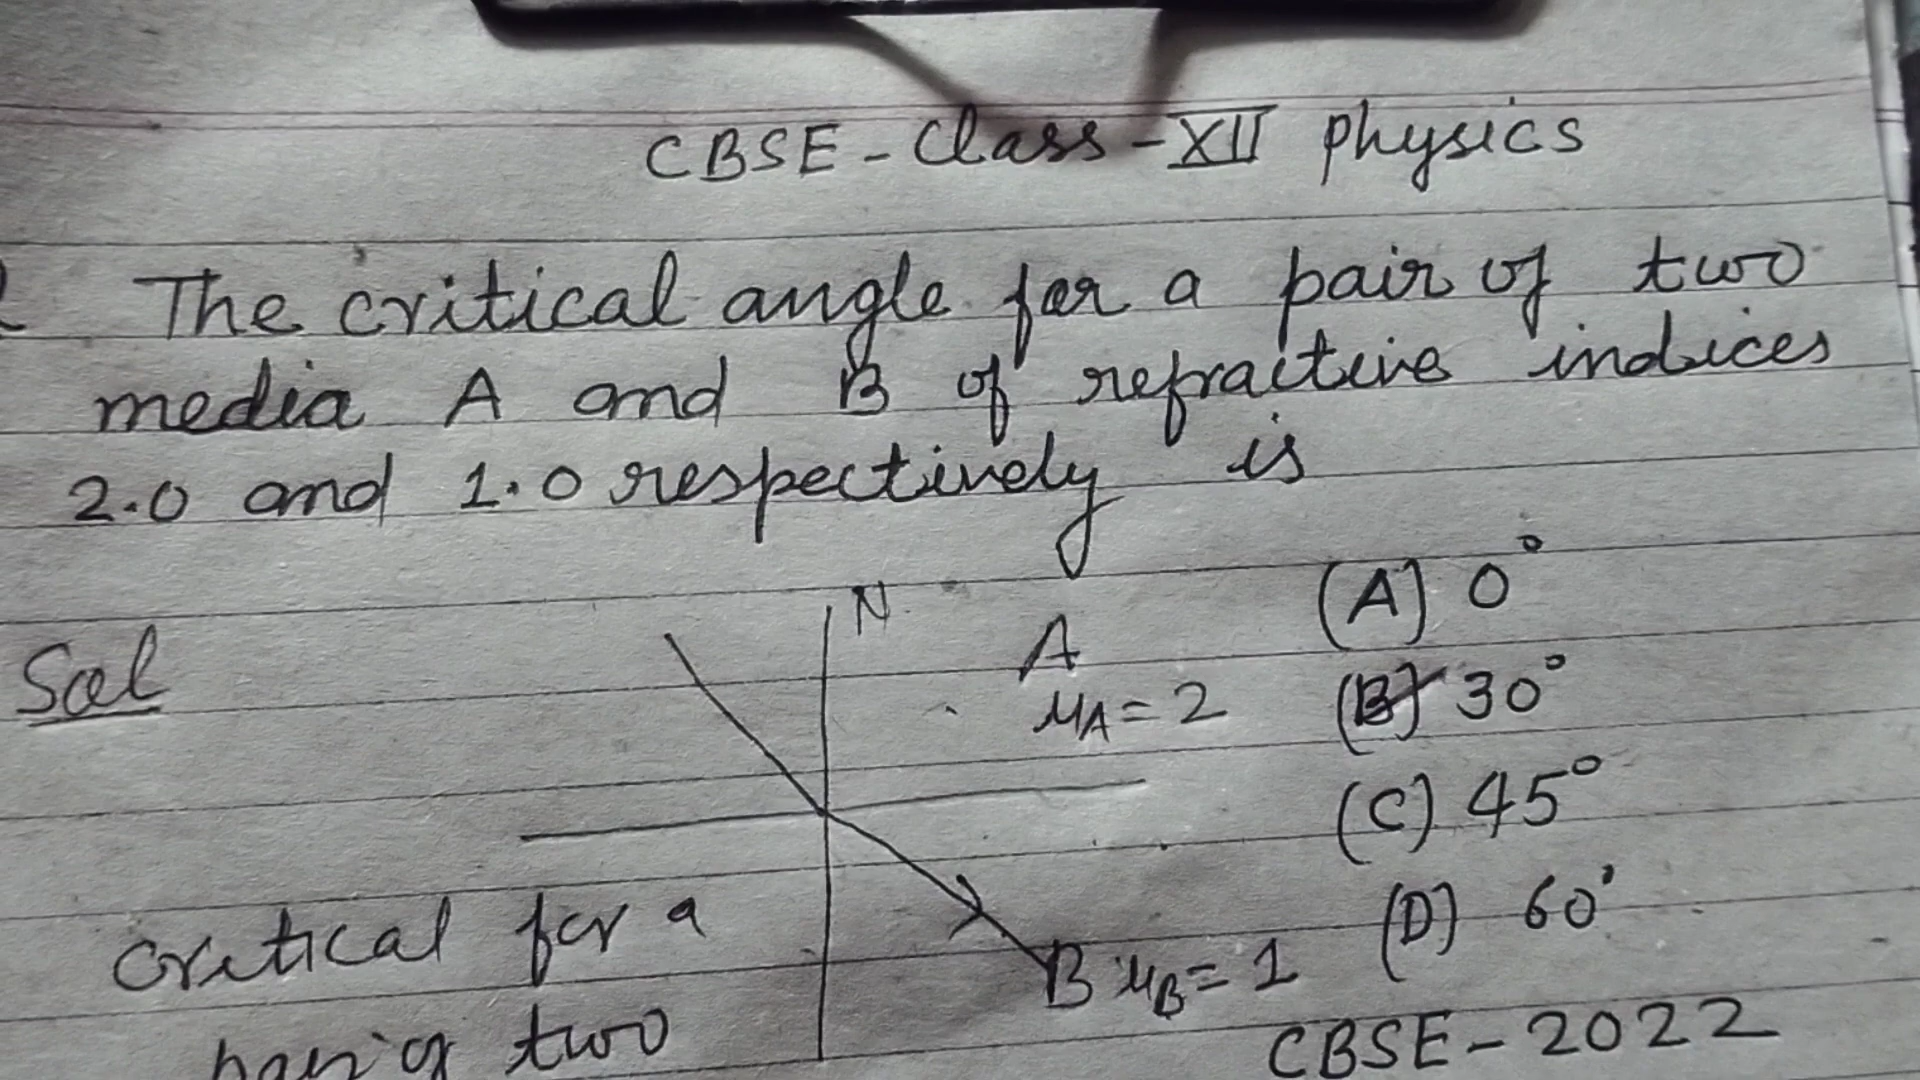 CBSE - Class - XII physics
The critical angle for a pair of two
media A and B of refractive indices
2.0 and 1.0 respectively is
Sol
N
A
μA = 2
(A) 0°
(B) 30°
(C) 45°
(D) 60°
critical for a
B μB = 1
two
CBSE - 2022